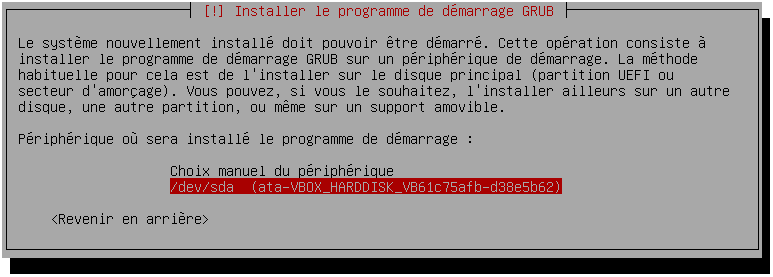 [!] Installer le programme de démarrage GRUB
Le système nouvellement installé doit pouvoir être démarré. Cette opération consiste à
installer le programme de démarrage GRUB sur un périphérique de démarrage. La méthode
habituelle pour cela est de l'installer sur le disque principal (partition UEFI ou
secteur d'amorçage). Vous pouvez, si vous le souhaitez, l'installer ailleurs sur un autre
disque, une autre partition, ou même sur un support amovible.
Périphérique où sera installé le programme de démarrage :
Choix manuel du périphérique
/dev/sda  (ata-VBOX_HARDDISK_VB61c75afb-d38e5b62)
<Revenir en arrière>